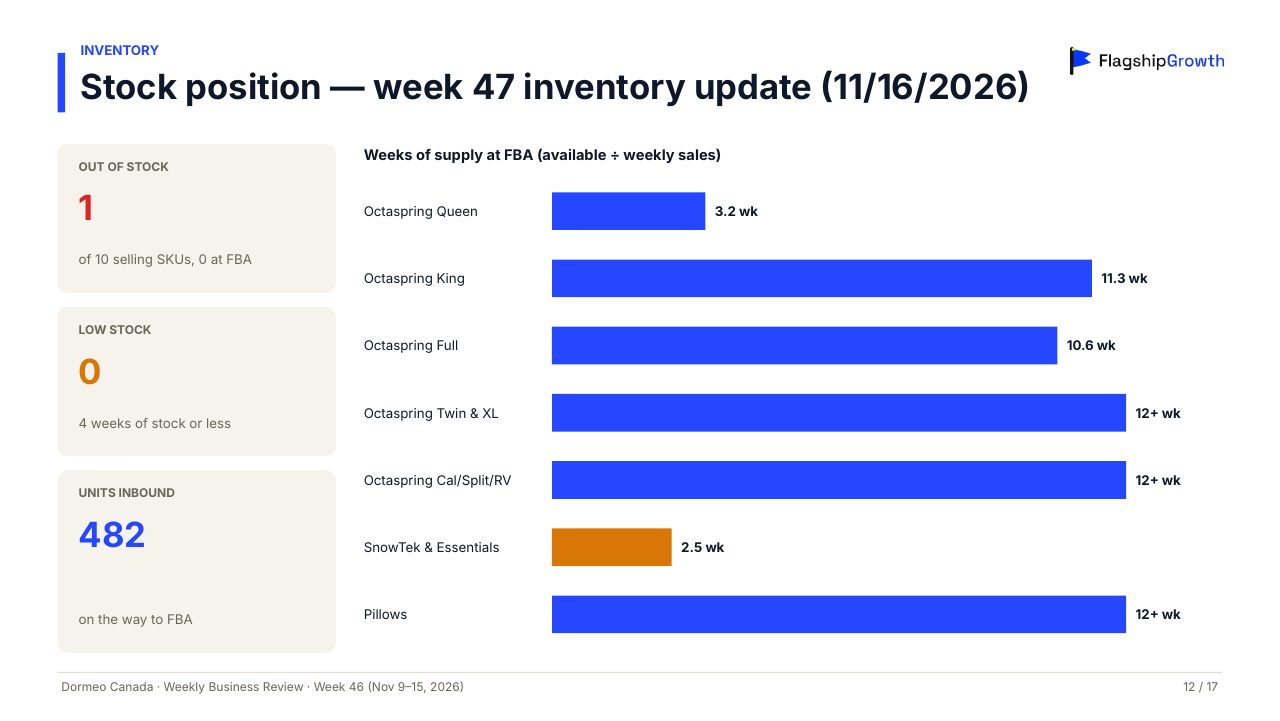 INVENTORY
Stock position — week 47 inventory update (11/16/2026)
FlagshipGrowth
OUT OF STOCK
1
of 10 selling SKUs, 0 at FBA
LOW STOCK
0
4 weeks of stock or less
UNITS INBOUND
482
on the way to FBA
Weeks of supply at FBA (available ÷ weekly sales)
Octaspring Queen 3.2 wk
Octaspring King 11.3 wk
Octaspring Full 10.6 wk
Octaspring Twin & XL 12+ wk
Octaspring Cal/Split/RV 12+ wk
SnowTek & Essentials 2.5 wk
Pillows 12+ wk
Dormeo Canada · Weekly Business Review · Week 46 (Nov 9–15, 2026)
12 / 17